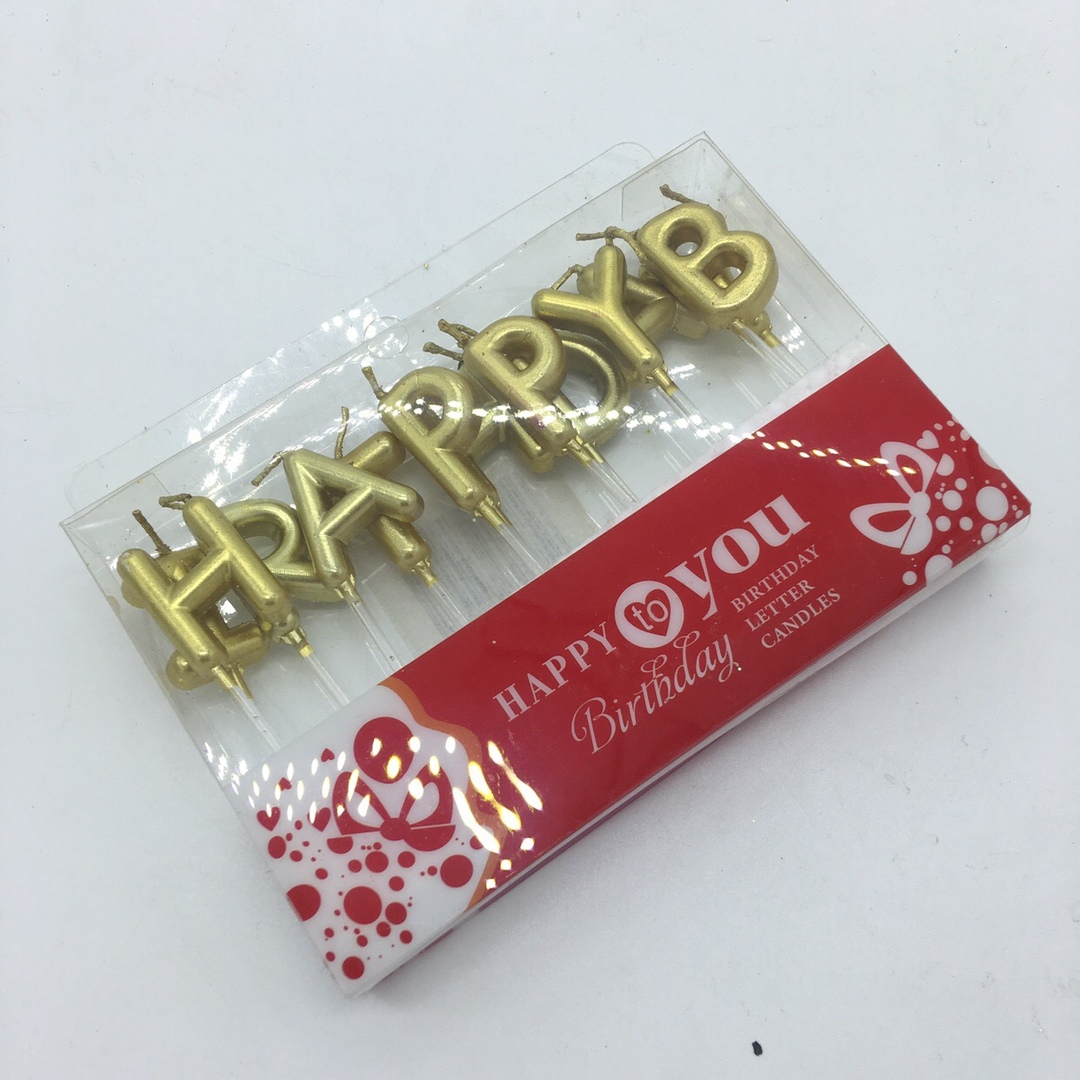 HAPPYB
HAPPY to you
Birthday
BIRTHDAY
LETTER
CANDLES